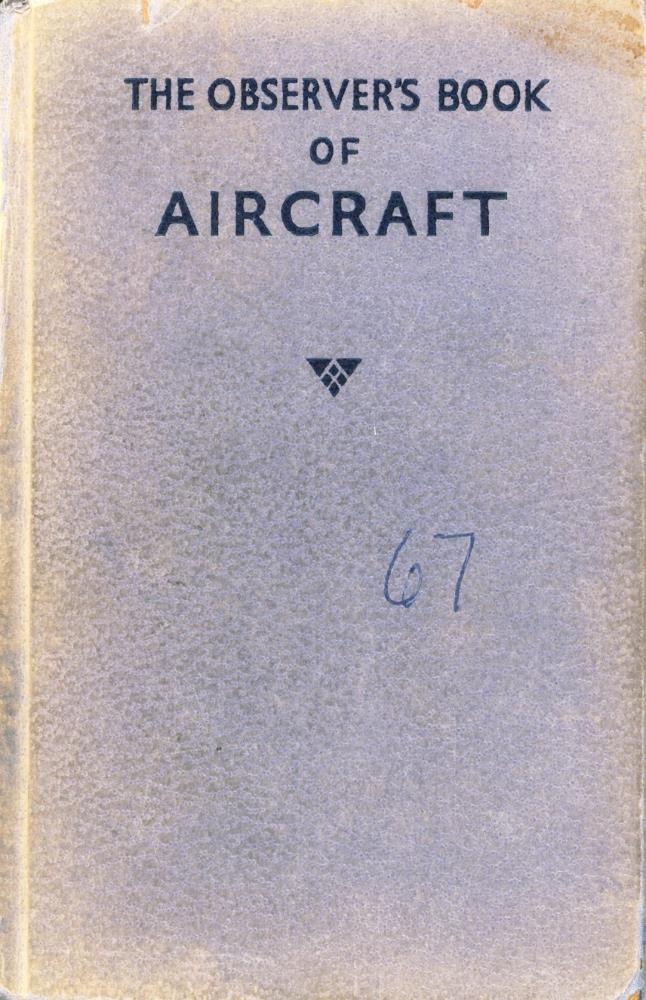 THE OBSERVER'S BOOK
OF
AIRCRAFT
67